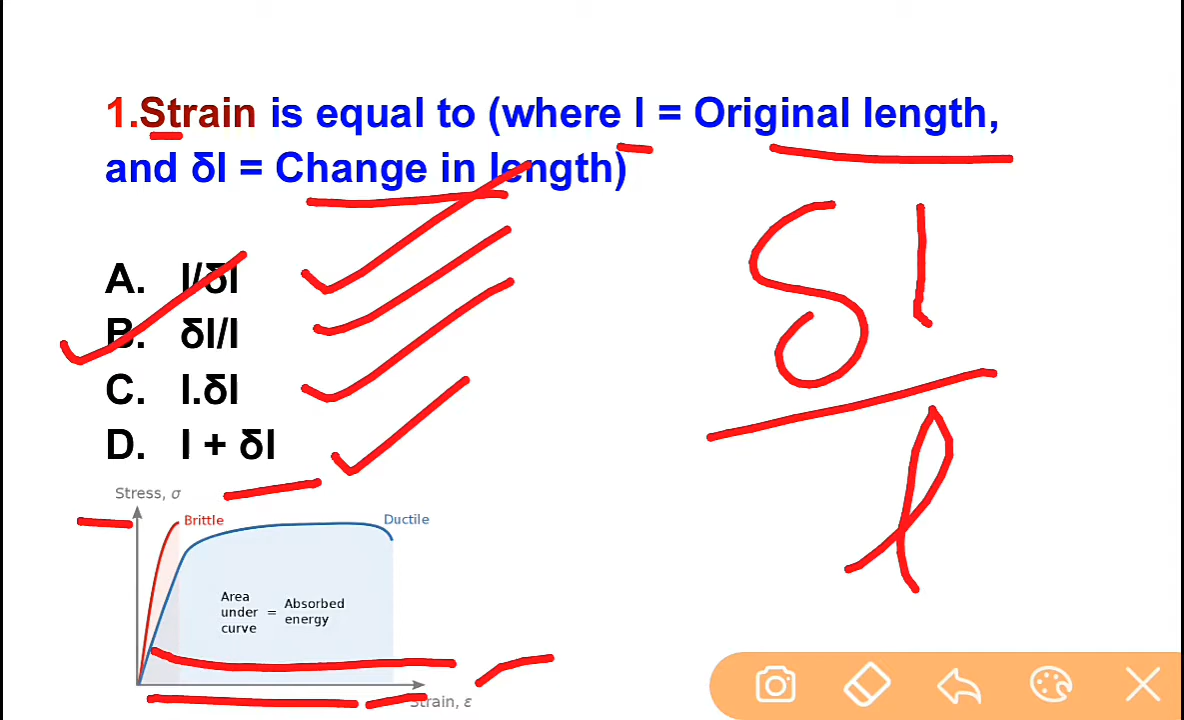 1.Strain is equal to (where l = Original length,
and δl = Change in length)
A. l/δl
B. δl/l
C. l.δl
D. l + δl
δl
l
Stress, σ
Brittle
Ductile
Area
under
curve
=
Absorbed
energy
Strain, ε